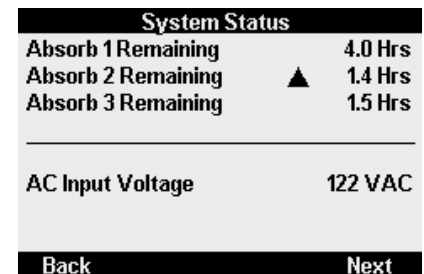 System Status
Absorb 1 Remaining 4.0 Hrs
Absorb 2 Remaining ▲ 1.4 Hrs
Absorb 3 Remaining 1.5 Hrs
AC Input Voltage 122 VAC
Back Next